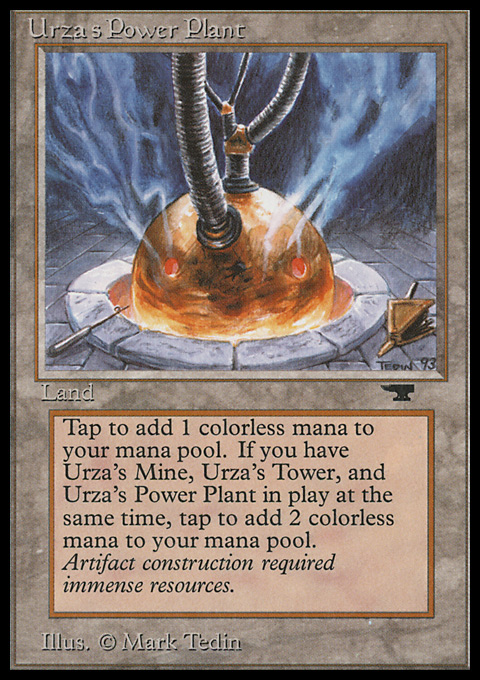 Urza's Power Plant
TEDIN '93
Land
Tap to add 1 colorless mana to
your mana pool. If you have
Urza's Mine, Urza's Tower, and
Urza's Power Plant in play at the
same time, tap to add 2 colorless
mana to your mana pool.
Artifact construction required
immense resources.
Illus. © Mark Tedin